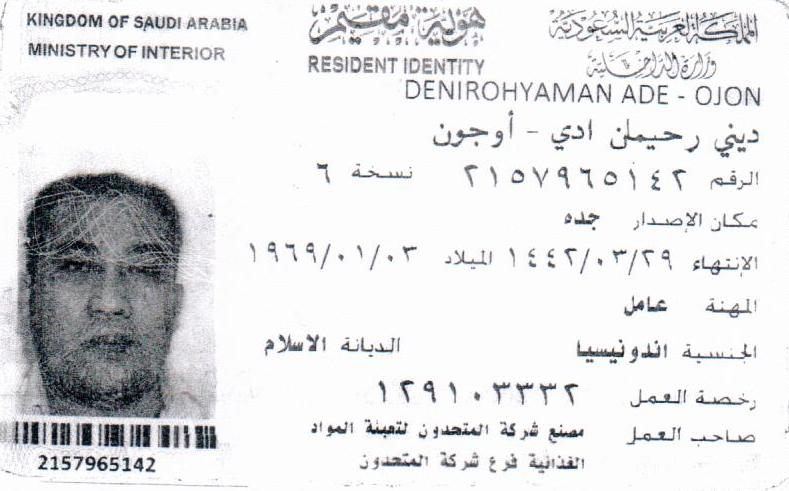 KINGDOM OF SAUDI ARABIA
MINISTRY OF INTERIOR
هوية مقيم
RESIDENT IDENTITY
المملكة العربية السعودية
وزارة الداخلية
DENIROHYAMAN ADE - OJON
ديني رحيملن ادي - أوجون
الرقم ٢١٥٧٩٦٥١٤٢ نسخة ٦
مكان الإصدار جده
الإنتهاء ١٤٤٢/٠٣/٢٩ الميلاد ١٩٦٩/٠١/٠٣
المهنة عامل
الجنسية اندونيسيا الديانة الاسلام
رخصة العمل ١٢٩١٠٣٣٣٢
صاحب العمل مصنع شركة المتحدون لتعبئة المواد
الغذائية فرع شركة المتحدون
2157965142